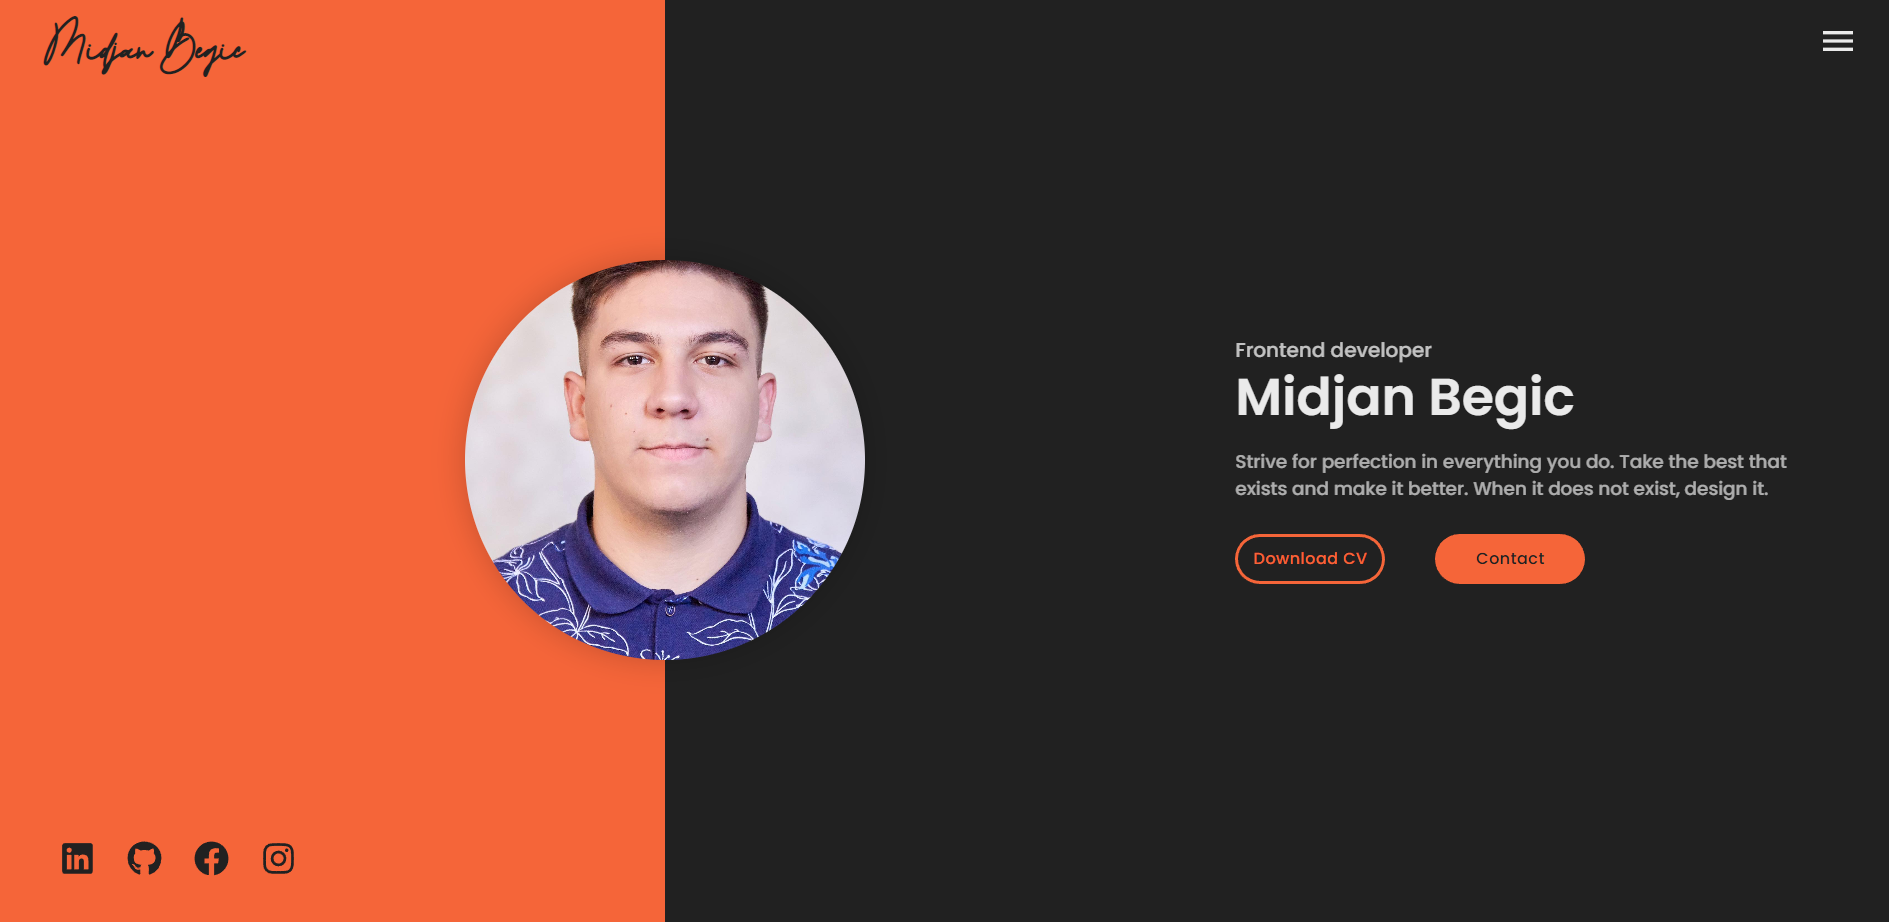 Midjan Begic
Frontend developer
Midjan Begic
Strive for perfection in everything you do. Take the best that
exists and make it better. When it does not exist, design it.
Download CV
Contact